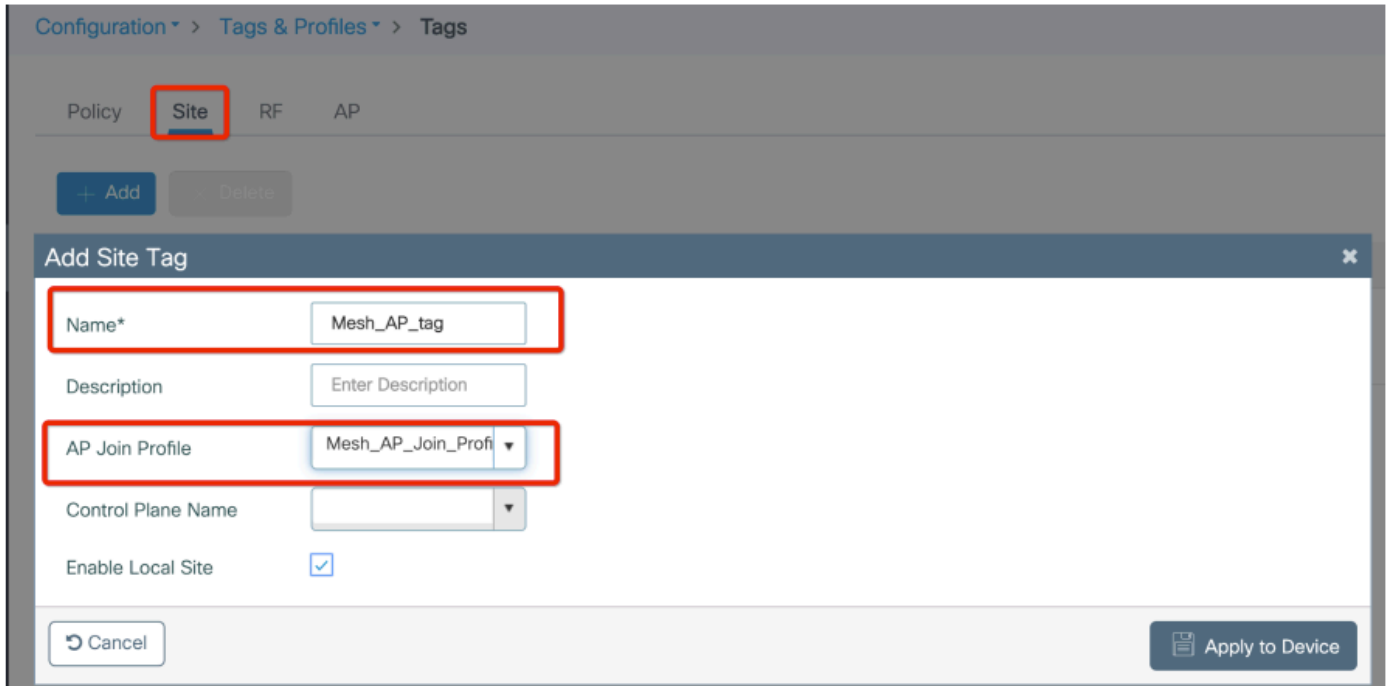 Configuration > Tags & Profiles > Tags
Policy Site RF AP
+ Add × Delete
Add Site Tag ×
Name* Mesh_AP_tag
Description Enter Description
AP Join Profile Mesh_AP_Join_Profi
Control Plane Name
Enable Local Site
Cancel Apply to Device